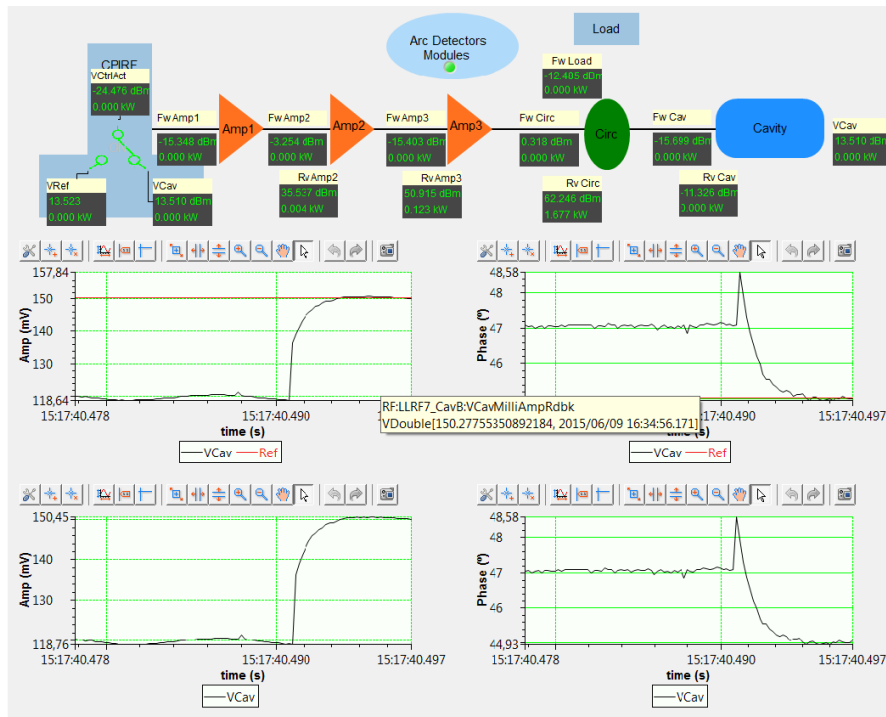 Arc Detectors
Modules
Load
CPIRF
VCtrlAct
-24.476 dBm
0.000 kW
Fw Load
-12.405 dBm
0.000 kW
Fw Amp1
-15.348 dBm
0.000 kW
Amp1
Fw Amp2
-3.254 dBm
0.000 kW
Amp2
Fw Amp3
-15.403 dBm
0.000 kW
Amp3
Fw Circ
0.318 dBm
0.000 kW
Circ
Fw Cav
-15.699 dBm
0.000 kW
Cavity
VCav
13.510 dBm
0.000 kW
VRef
13.523
0.000 kW
VCav
13.510 dBm
0.000 kW
Rv Amp2
35.537 dBm
0.004 kW
Rv Amp3
50.915 dBm
0.123 kW
Rv Circ
62.246 dBm
1.677 kW
Rv Cav
-11.326 dBm
0.000 kW
157,84
150
140
130
118,64
Amp (mV)
15:17:40.478
15:17:40.490
15:17:40.497
time (s)
VCav
Ref
48,58
48
47
46
Phase (º)
:40.490
15:17:40.497
(s)
VCav
Ref
RF:LLRF7_CavB:VCavMilliAmpRdbk
VDouble[150.27755350892184, 2015/06/09 16:34:56.171]
150,45
140
130
118,76
Amp (mV)
15:17:40.478
15:17:40.490
15:17:40.497
time (s)
VCav
48,58
48
47
46
44,93
Phase (º)
15:17:40.478
15:17:40.490
15:17:40.497
time (s)
VCav